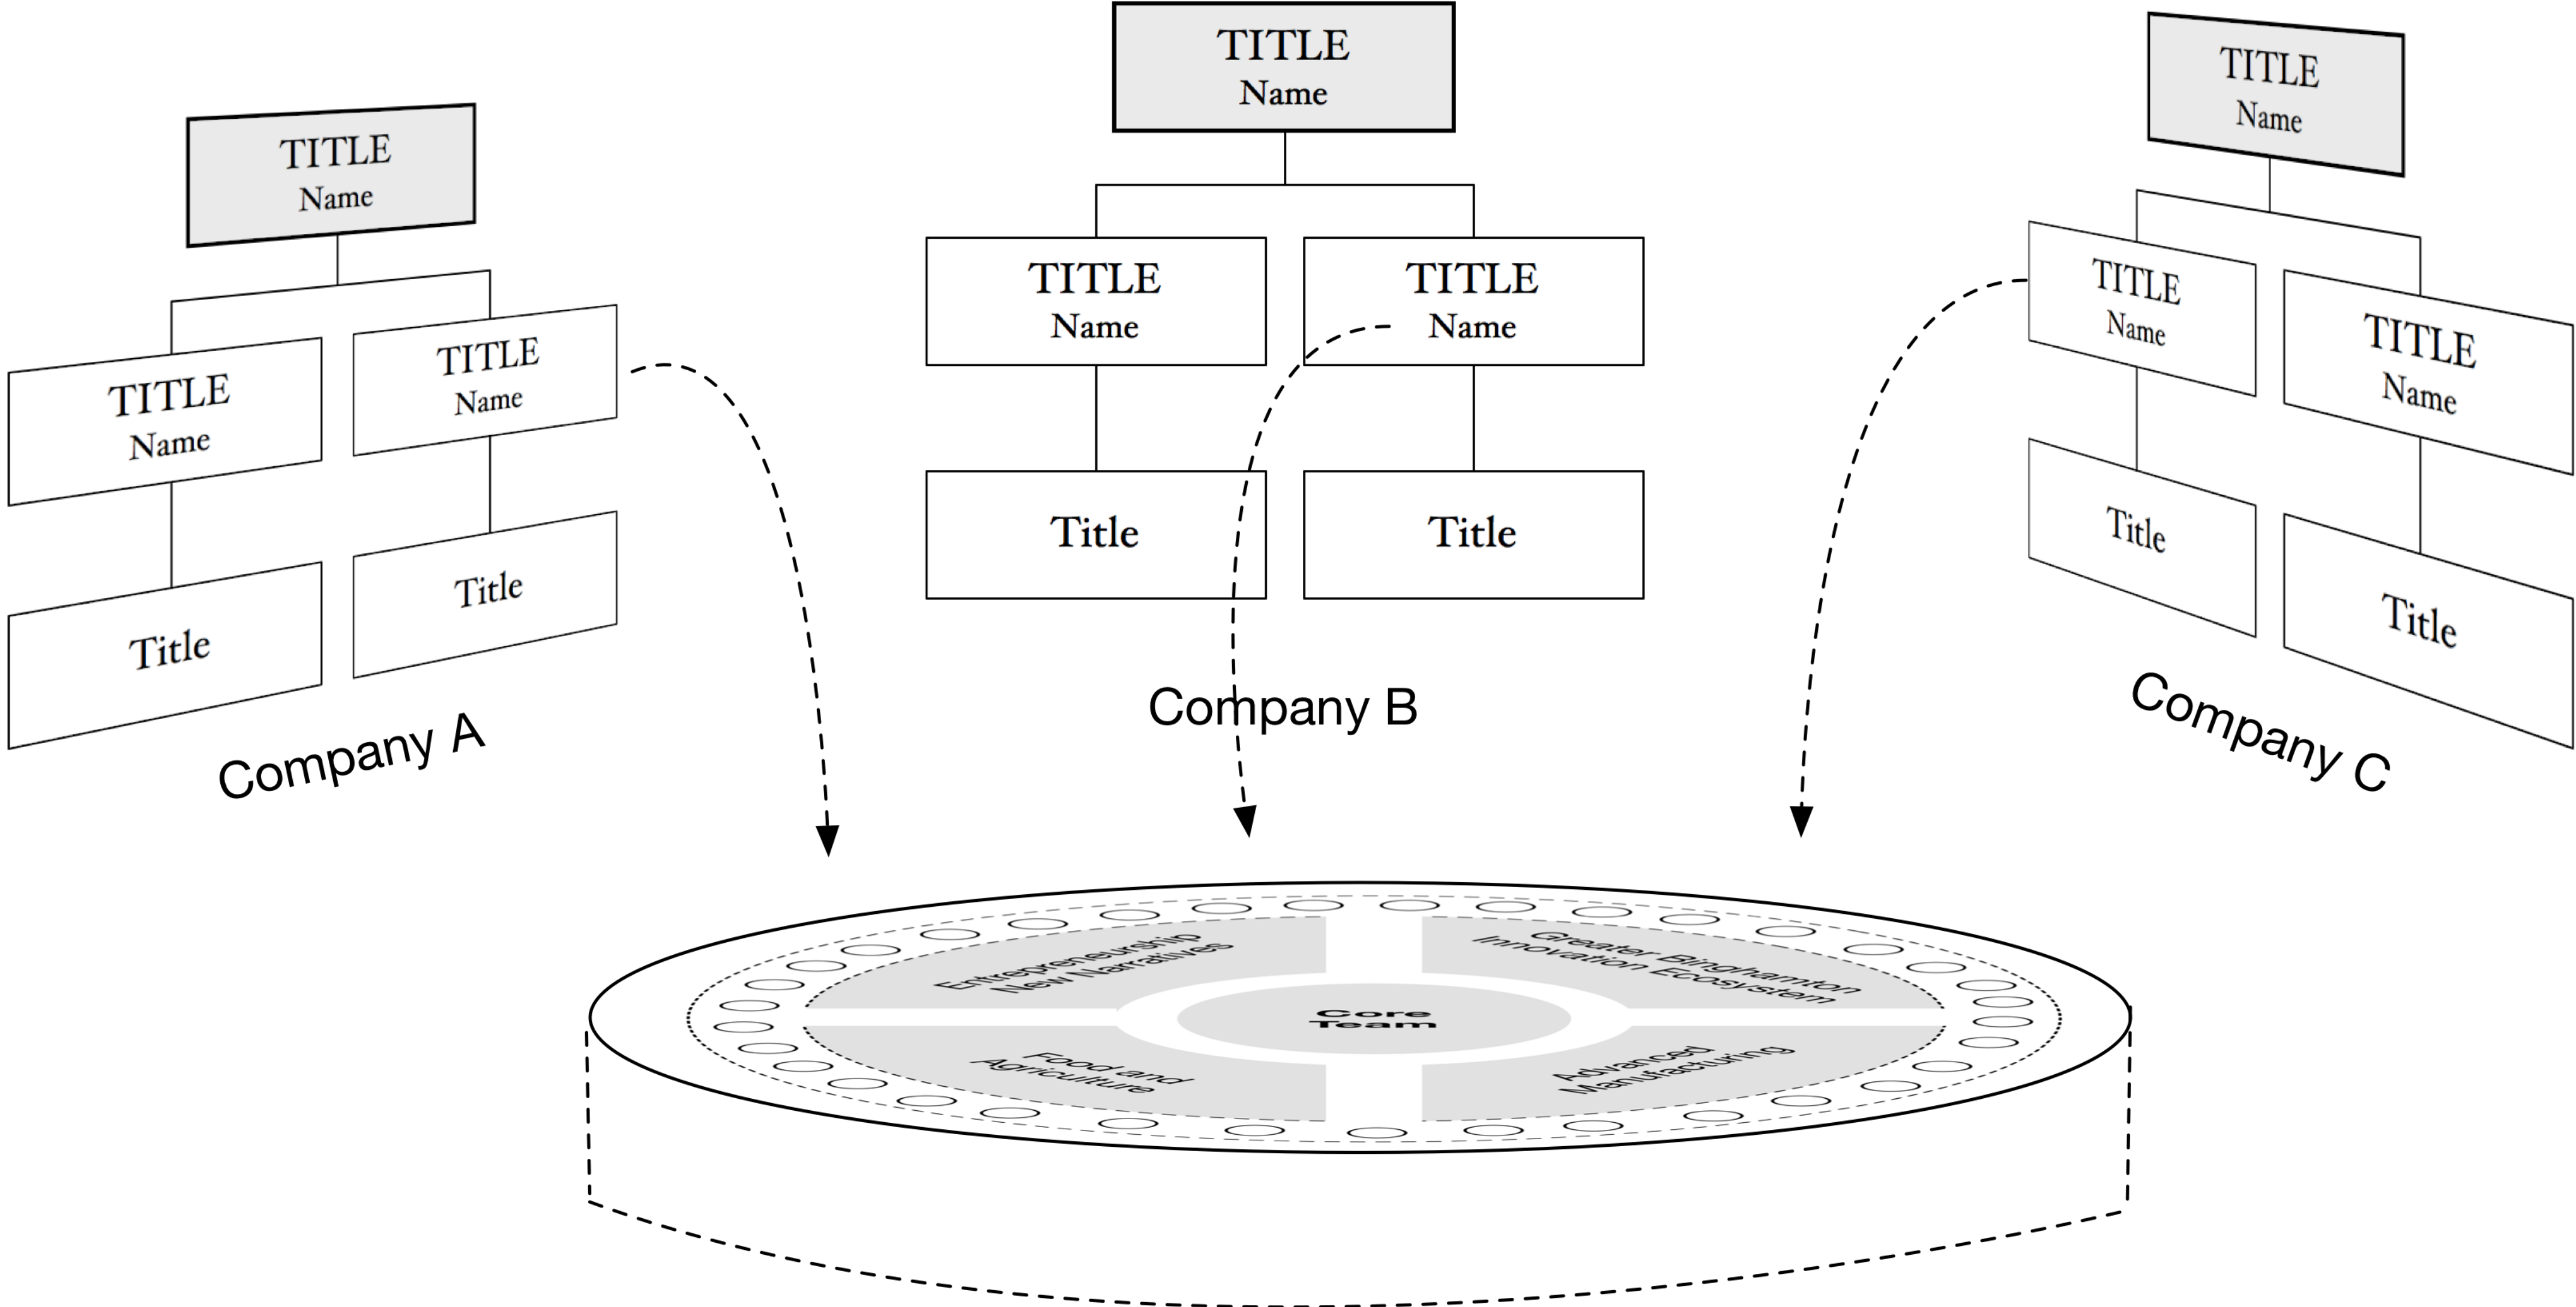 TITLE
Name
TITLE
Name
TITLE
Name
Title
Title
Company A
TITLE
Name
TITLE
Name
TITLE
Name
Title
Title
Company B
TITLE
Name
TITLE
Name
TITLE
Name
Title
Title
Company C
Entrepreneurship
New Narratives
Greater Binghamton
Innovation Ecosystem
Core
Team
Food and
Agriculture
Advanced
Manufacturing